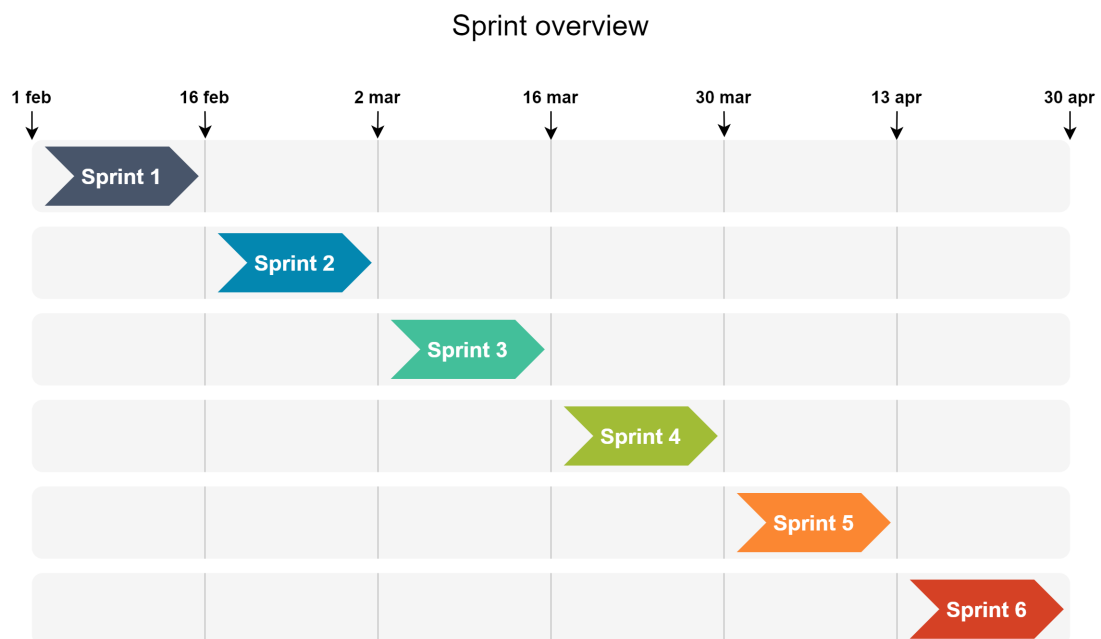 Sprint overview
1 feb 16 feb 2 mar 16 mar 30 mar 13 apr 30 apr
Sprint 1
Sprint 2
Sprint 3
Sprint 4
Sprint 5
Sprint 6